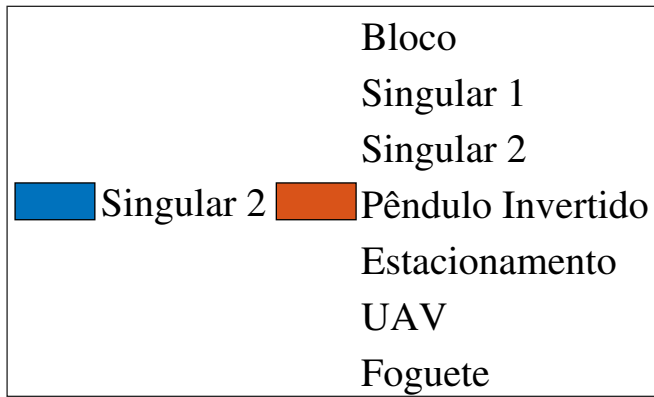 Bloco
Singular 1
Singular 2
Singular 2 Pêndulo Invertido
Estacionamento
UAV
Foguete